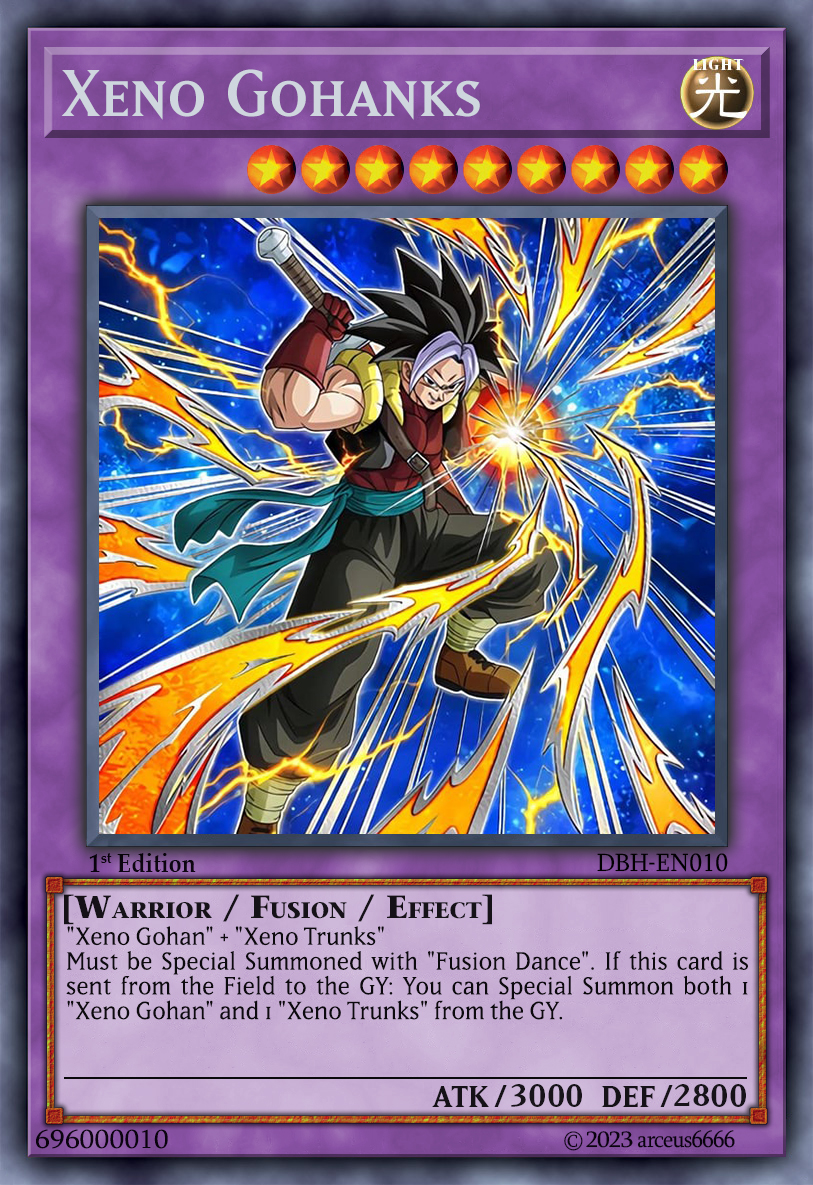 Xeno Gohanks
LIGHT
光
1st Edition
DBH-EN010
[Warrior / Fusion / Effect]
"Xeno Gohan" + "Xeno Trunks"
Must be Special Summoned with "Fusion Dance". If this card is
sent from the Field to the GY: You can Special Summon both 1
"Xeno Gohan" and 1 "Xeno Trunks" from the GY.
ATK/3000 DEF/2800
696000010
©2023 arceus6666